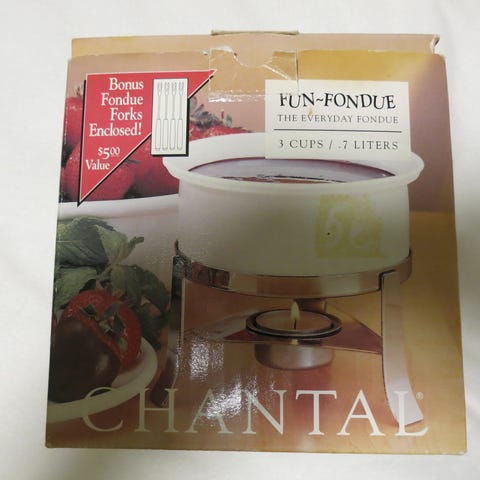 Bonus
Fondue
Forks
Enclosed!
$5.00
Value
FUN~FONDUE
THE EVERYDAY FONDUE
3 CUPS / .7 LITERS
CHANTAL®